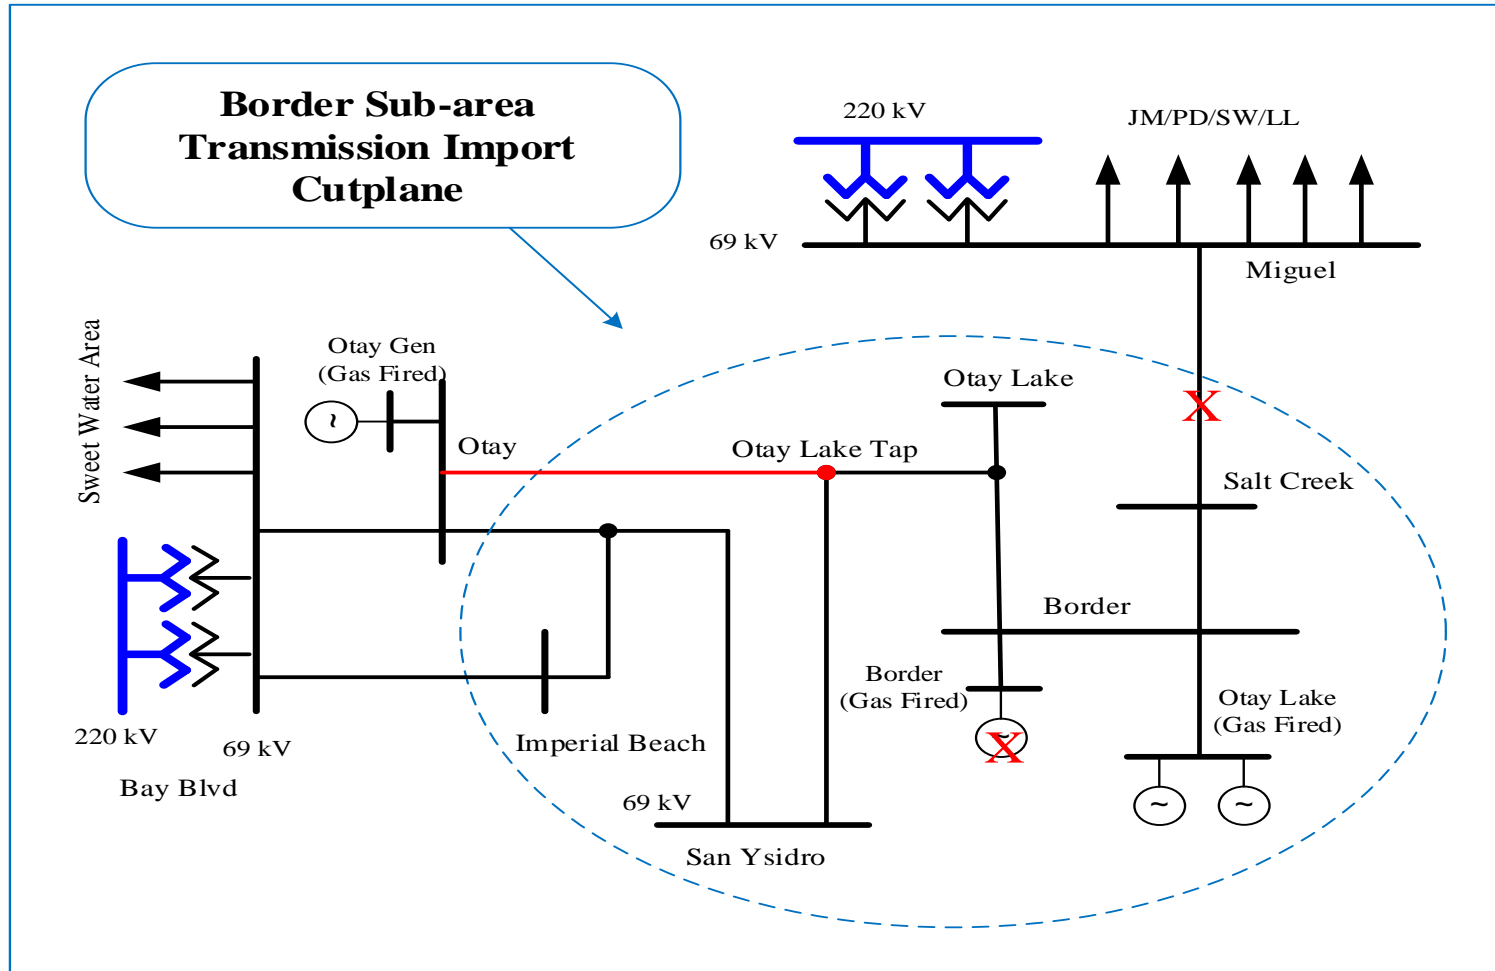 Border Sub-area
Transmission Import
Cutplane
220 kV
JM/PD/SW/LL
69 kV
Miguel
Sweet Water Area
Otay Gen
(Gas Fired)
~
Otay
Otay Lake Tap
Otay Lake
X
Salt Creek
Border
Border
(Gas Fired)
~
X
Otay Lake
(Gas Fired)
~
~
Imperial Beach
220 kV
69 kV
Bay Blvd
69 kV
San Ysidro